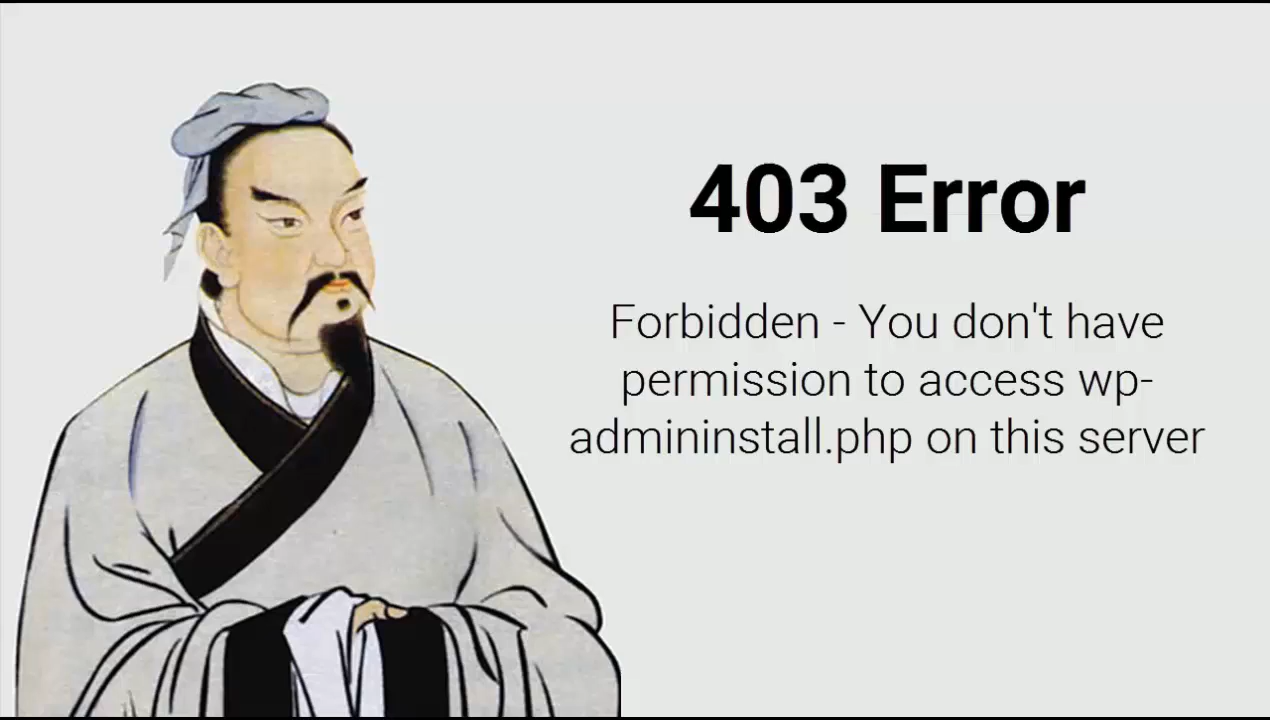 403 Error
Forbidden - You don't have
permission to access wp-
admininstall.php on this server